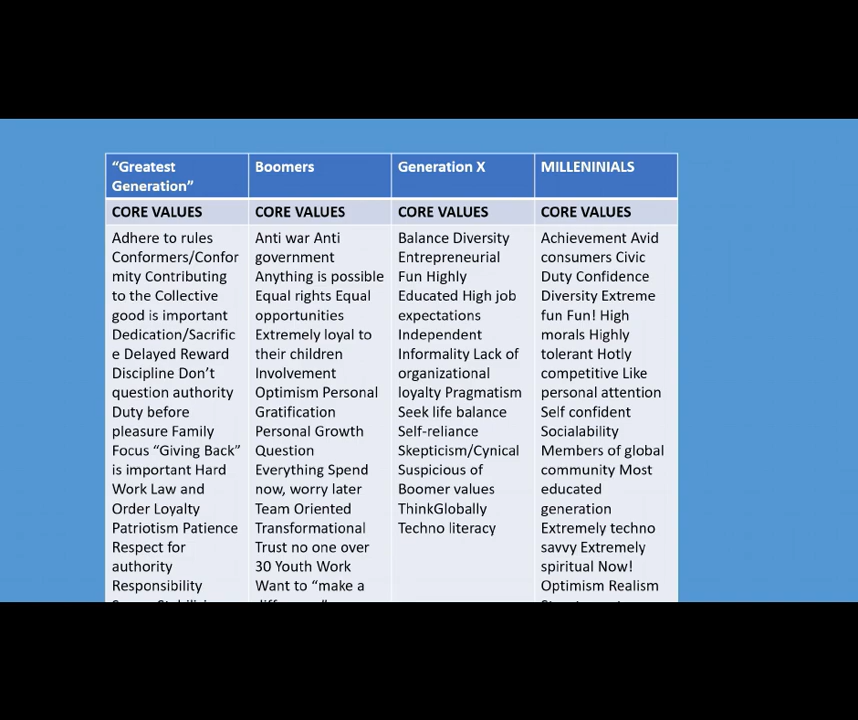 “Greatest
Generation”
Boomers
Generation X
MILLENINIALS
CORE VALUES
CORE VALUES
CORE VALUES
CORE VALUES
Adhere to rules
Conformers/Confor
mity Contributing
to the Collective
good is important
Dedication/Sacrific
e Delayed Reward
Discipline Don’t
question authority
Duty before
pleasure Family
Focus “Giving Back”
is important Hard
Work Law and
Order Loyalty
Patriotism Patience
Respect for
authority
Responsibility
Anti war Anti
government
Anything is possible
Equal rights Equal
opportunities
Extremely loyal to
their children
Involvement
Optimism Personal
Gratification
Personal Growth
Question
Everything Spend
now, worry later
Team Oriented
Transformational
Trust no one over
30 Youth Work
Want to “make a
Balance Diversity
Entrepreneurial
Fun Highly
Educated High job
expectations
Independent
Informality Lack of
organizational
loyalty Pragmatism
Seek life balance
Self-reliance
Skepticism/Cynical
Suspicious of
Boomer values
ThinkGlobally
Techno literacy
Achievement Avid
consumers Civic
Duty Confidence
Diversity Extreme
fun Fun! High
morals Highly
tolerant Hotly
competitive Like
personal attention
Self confident
Socialability
Members of global
community Most
educated
generation
Extremely techno
savvy Extremely
spiritual Now!
Optimism Realism